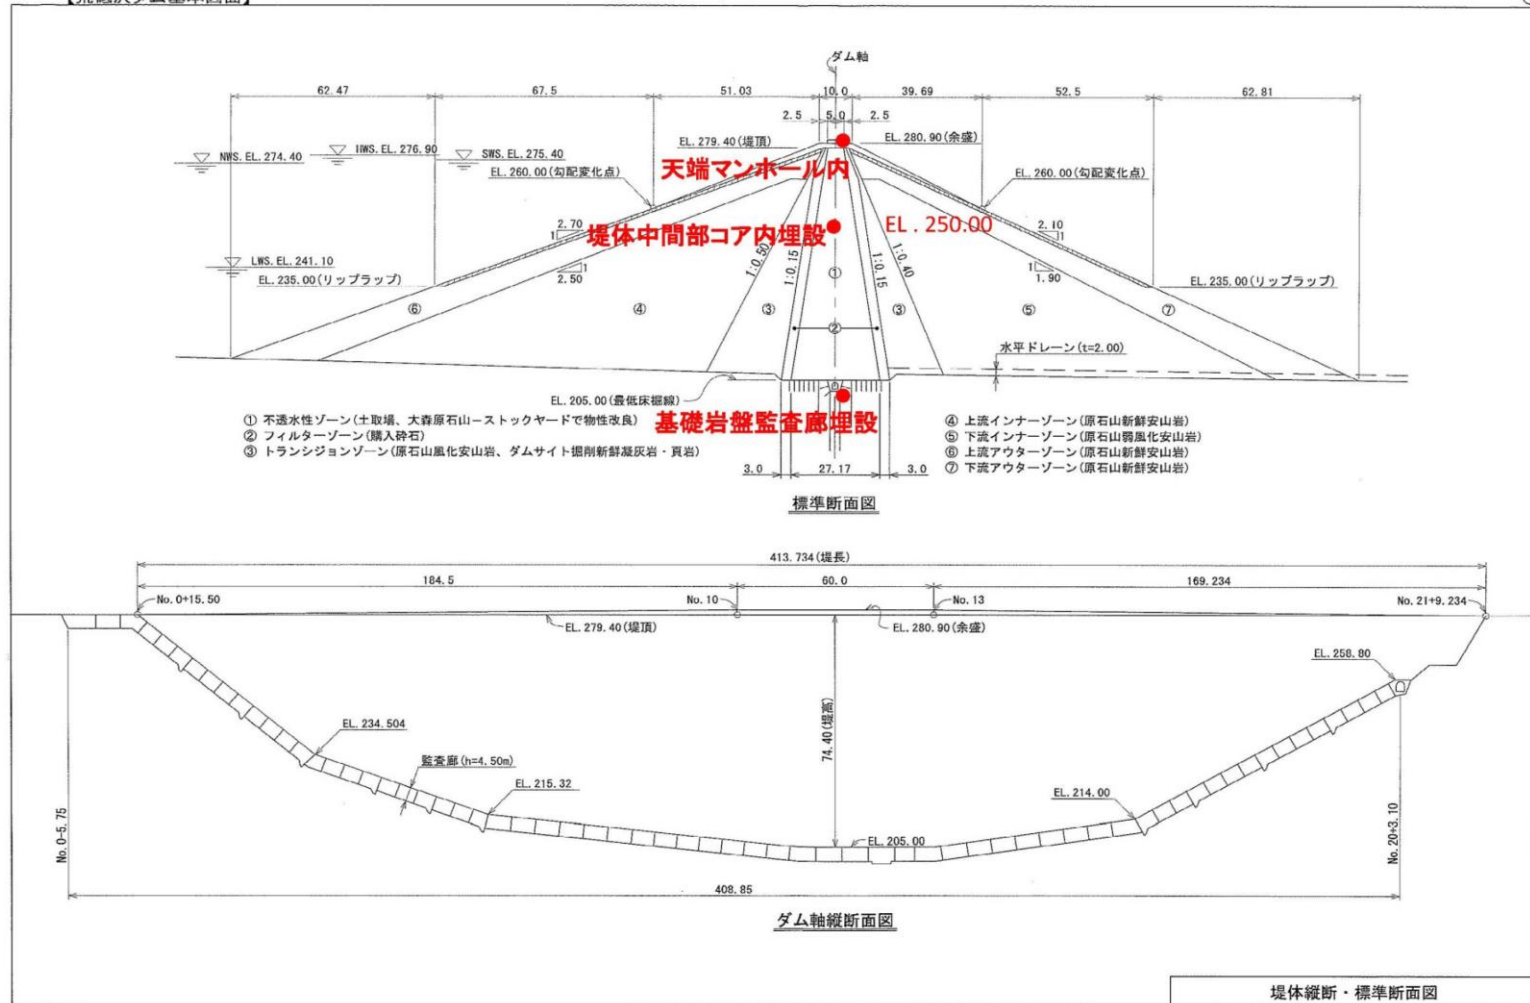 ダム軸
62.47
67.5
51.03
10.0
39.69
52.5
62.81
2.5
5.0
2.5
EL.279.40(堤頂)
EL.280.90(余盛)
NWS.EL.274.40
HWS.EL.276.90
SWS.EL.275.40
天端マンホール内
EL.260.00(勾配変化点)
EL.260.00(勾配変化点)
2.70
1
堤体中間部コア内埋設
EL.250.00
2.10
1
1:0.50
1:0.15
①
1:0.15
1:0.40
LWS.EL.241.10
EL.235.00(リップラップ)
1
2.50
1
1.90
EL.235.00(リップラップ)
⑥
④
③
②
③
⑤
⑦
水平ドレーン(t=2.00)
EL.205.00(最低床掘線)
基礎岩盤監査廊埋設
① 不透水性ゾーン(土取場、大森原石山ーストックヤードで物性改良)
② フィルターゾーン(購入砕石)
③ トランシジョンゾーン(原石山風化安山岩、ダムサイト掘削新鮮凝灰岩・頁岩)
④ 上流インナーゾーン(原石山新鮮安山岩)
⑤ 下流インナーゾーン(原石山弱風化安山岩)
⑥ 上流アウターゾーン(原石山新鮮安山岩)
⑦ 下流アウターゾーン(原石山新鮮安山岩)
3.0
27.17
3.0
標準断面図
413.734(堤長)
184.5
60.0
169.234
No.0+15.50
No.10
No.13
No.21+9.234
EL.279.40(堤頂)
EL.280.90(余盛)
EL.258.80
74.40(堤高)
EL.234.504
監査廊(h=4.50m)
EL.215.32
EL.214.00
EL.205.00
No.0-5.75
No.20+3.10
408.85
ダム軸縦断面図
堤体縦断・標準断面図